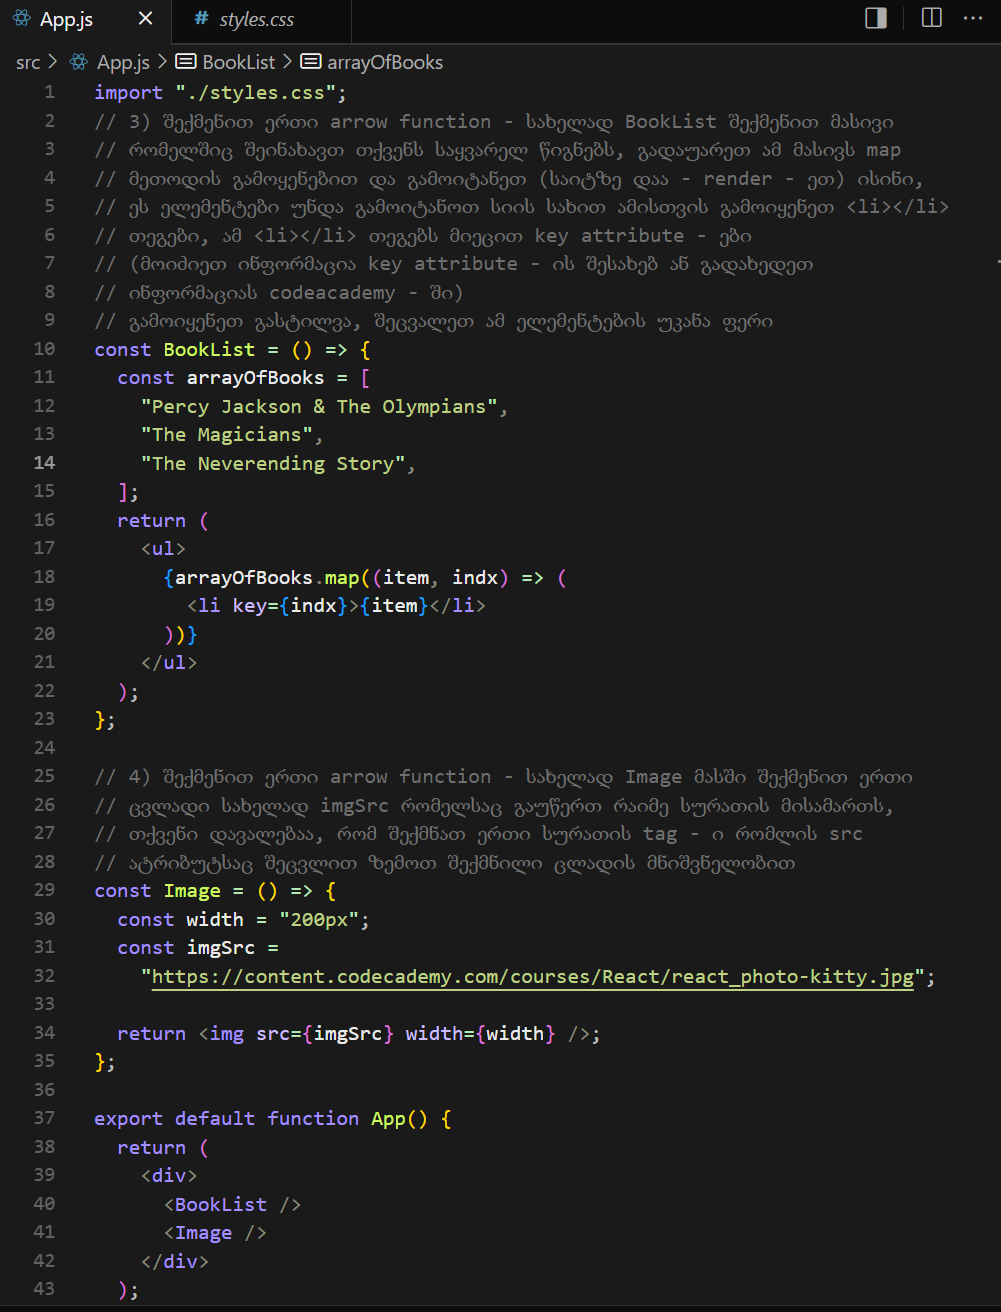 App.js
# styles.css
src > App.js > BookList > arrayOfBooks
1 import "./styles.css";
2 // 3) შექმენით ერთი arrow function - სახელად BookList შექმენით მასივი
3 // რომელშიც შეინახავთ თქვენს საყვარელ წიგნებს, გადაუარეთ ამ მასივს map
4 // მეთოდის გამოყენებით და გამოიტანეთ (საიტზე დაა - render - ეთ) ისინი,
5 // ეს ელემენტები უნდა გამოიტანოთ სიის სახით ამისთვის გამოიყენეთ <li></li>
6 // თეგები, ამ <li></li> თეგებს მიეცით key attribute - ები
7 // (მოიძიეთ ინფორმაცია key attribute - ის შესახებ ან გადახედეთ
8 // ინფორმაციას codeacademy - ში)
9 // გამოიყენეთ გასტილვა, შეცვალეთ ამ ელემენტების უკანა ფერი
10 const BookList = () => {
11   const arrayOfBooks = [
12     "Percy Jackson & The Olympians",
13     "The Magicians",
14     "The Neverending Story",
15   ];
16   return (
17     <ul>
18       {arrayOfBooks.map((item, indx) => (
19         <li key={indx}>{item}</li>
20       ))}
21     </ul>
22   );
23 };
24
25 // 4) შექმენით ერთი arrow function - სახელად Image მასში შექმენით ერთი
26 // ცვლადი სახელად imgSrc რომელსაც გაუწერთ რაიმე სურათის მისამართს,
27 // თქვენი დავალებაა, რომ შექმნათ ერთი სურათის tag - ი რომლის src
28 // ატრიბუტსაც შეცვლით ზემოთ შექმნილი ცლადის მნიშვნელობით
29 const Image = () => {
30   const width = "200px";
31   const imgSrc =
32     "https://content.codecademy.com/courses/React/react_photo-kitty.jpg";
33
34   return <img src={imgSrc} width={width} />;
35 };
36
37 export default function App() {
38   return (
39     <div>
40       <BookList />
41       <Image />
42     </div>
43   );